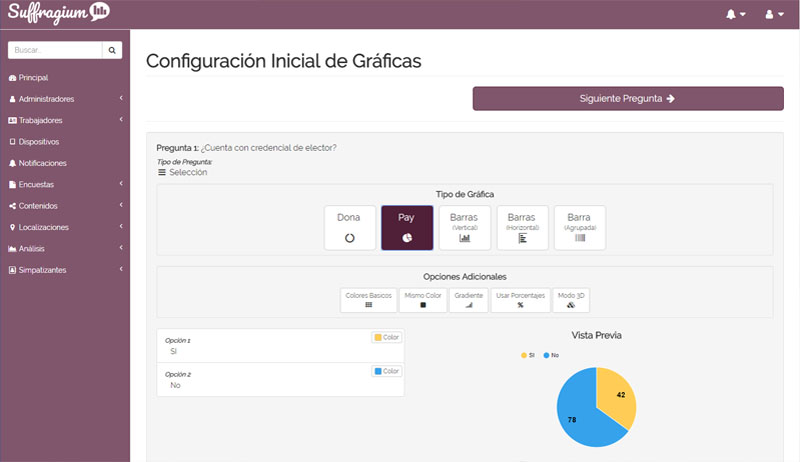 Suffragium
Buscar..
Principal
Administradores
Trabajadores
Dispositivos
Notificaciones
Encuestas
Contenidos
Localizaciones
Análisis
Simpatizantes
Configuración Inicial de Gráficas
Siguiente Pregunta
Pregunta 1: ¿Cuenta con credencial de elector?
Tipo de Pregunta:
Selección
Tipo de Gráfica
Dona
Pay
Barras
(Vertical)
Barras
(Horizontal)
Barra
(Agrupada)
Opciones Adicionales
Colores Basicos
Mismo Color
Gradiente
Usar Porcentajes
Modo 3D
Opción 1
Color
SI
Opción 2
Color
No
Vista Previa
SI
No
42
78